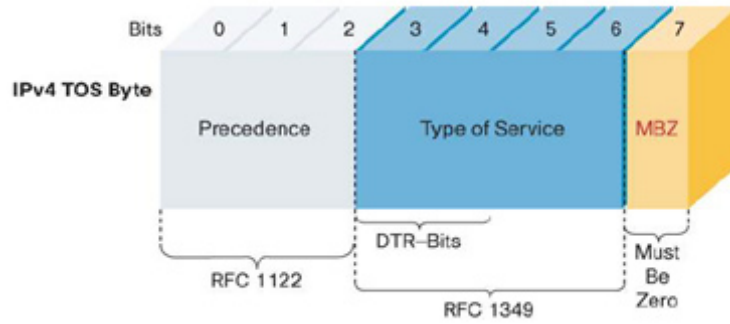 Bits 0 1 2 3 4 5 6 7
IPv4 TOS Byte
Precedence Type of Service MBZ
DTR–Bits
Must
Be
Zero
RFC 1122
RFC 1349